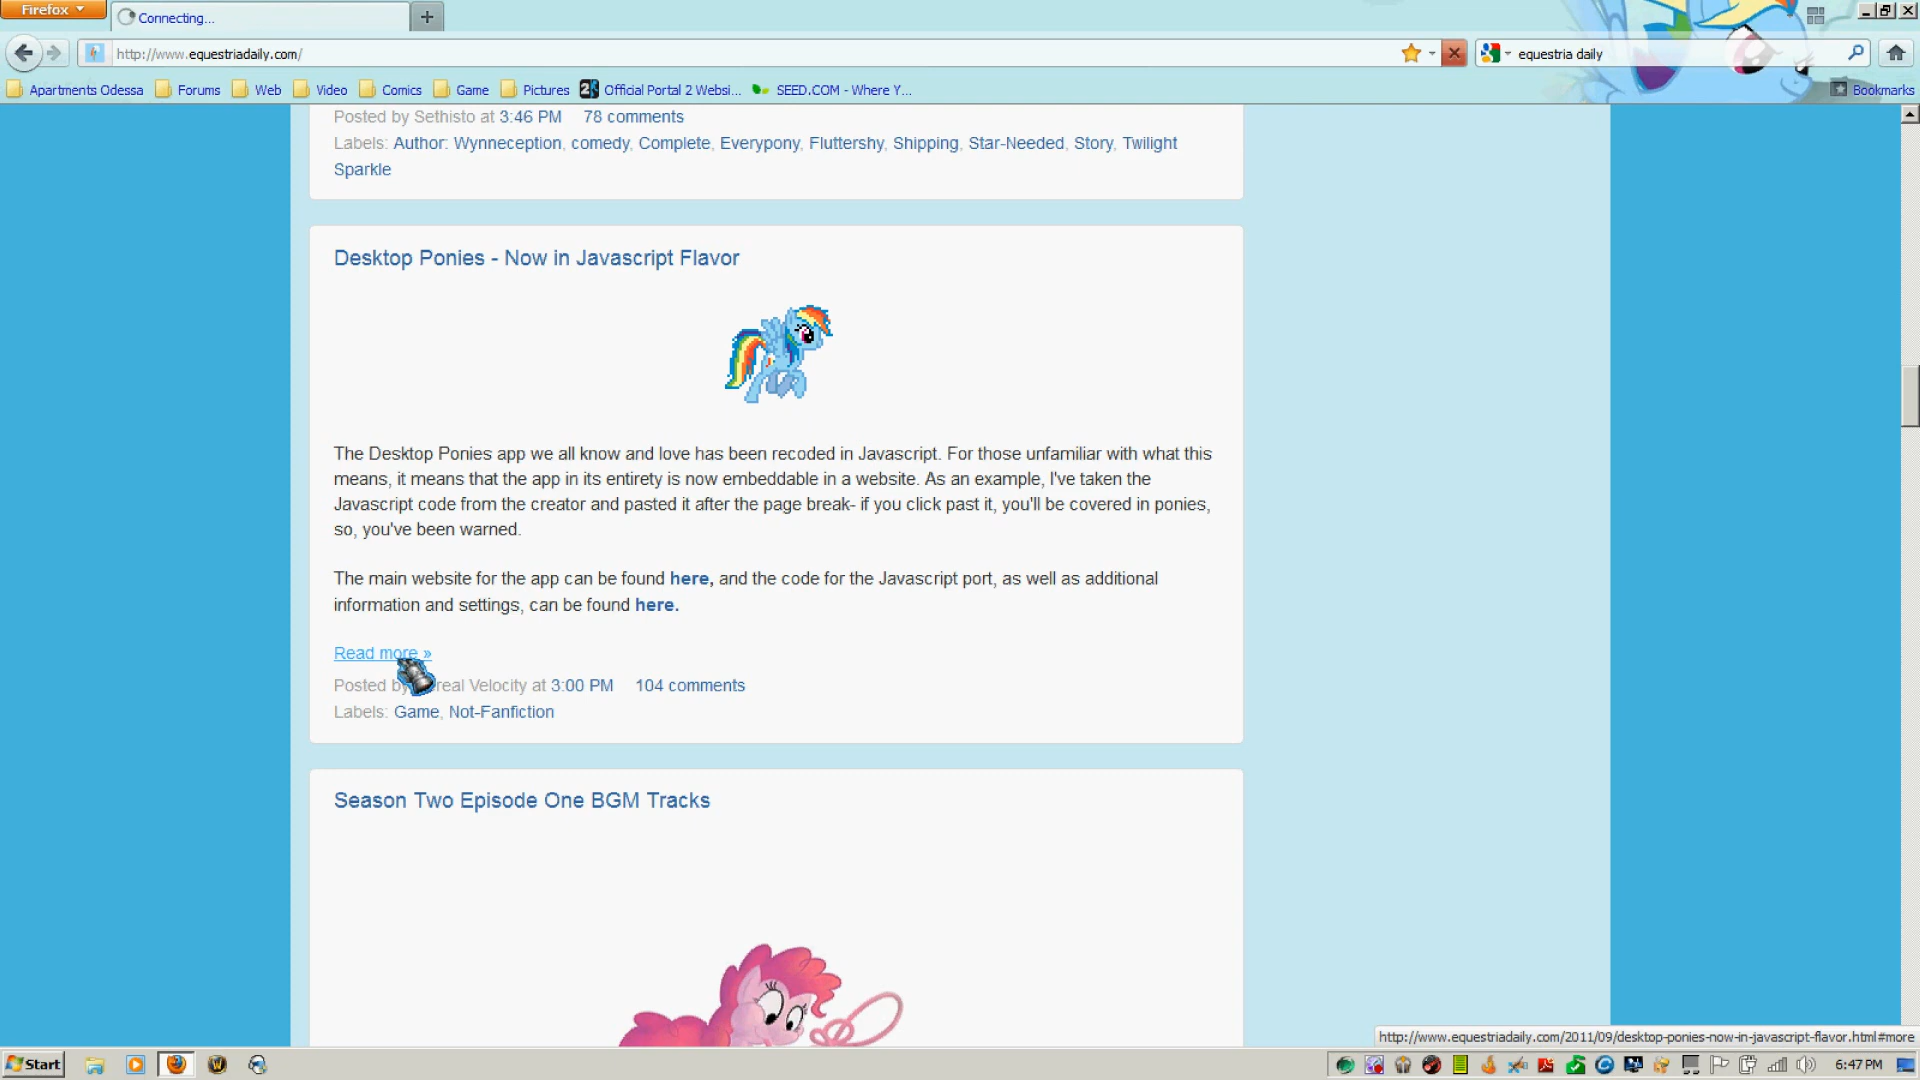 Firefox
Connecting...
http://www.equestriadaily.com/
equestria daily
Apartments Odessa Forums Web Video Comics Game Pictures Official Portal 2 Websi... SEED.COM - Where Y...
Bookmarks
Posted by Sethisto at 3:46 PM 78 comments
Labels: Author: Wynneception, comedy, Complete, Everypony, Fluttershy, Shipping, Star-Needed, Story, Twilight
Sparkle
Desktop Ponies - Now in Javascript Flavor
The Desktop Ponies app we all know and love has been recoded in Javascript. For those unfamiliar with what this
means, it means that the app in its entirety is now embeddable in a website. As an example, I've taken the
Javascript code from the creator and pasted it after the page break- if you click past it, you'll be covered in ponies,
so, you've been warned.
The main website for the app can be found here, and the code for the Javascript port, as well as additional
information and settings, can be found here.
Read more »
Posted by real Velocity at 3:00 PM 104 comments
Labels: Game, Not-Fanfiction
Season Two Episode One BGM Tracks
http://www.equestriadaily.com/2011/09/desktop-ponies-now-in-javascript-flavor.html#more
Start
6:47 PM